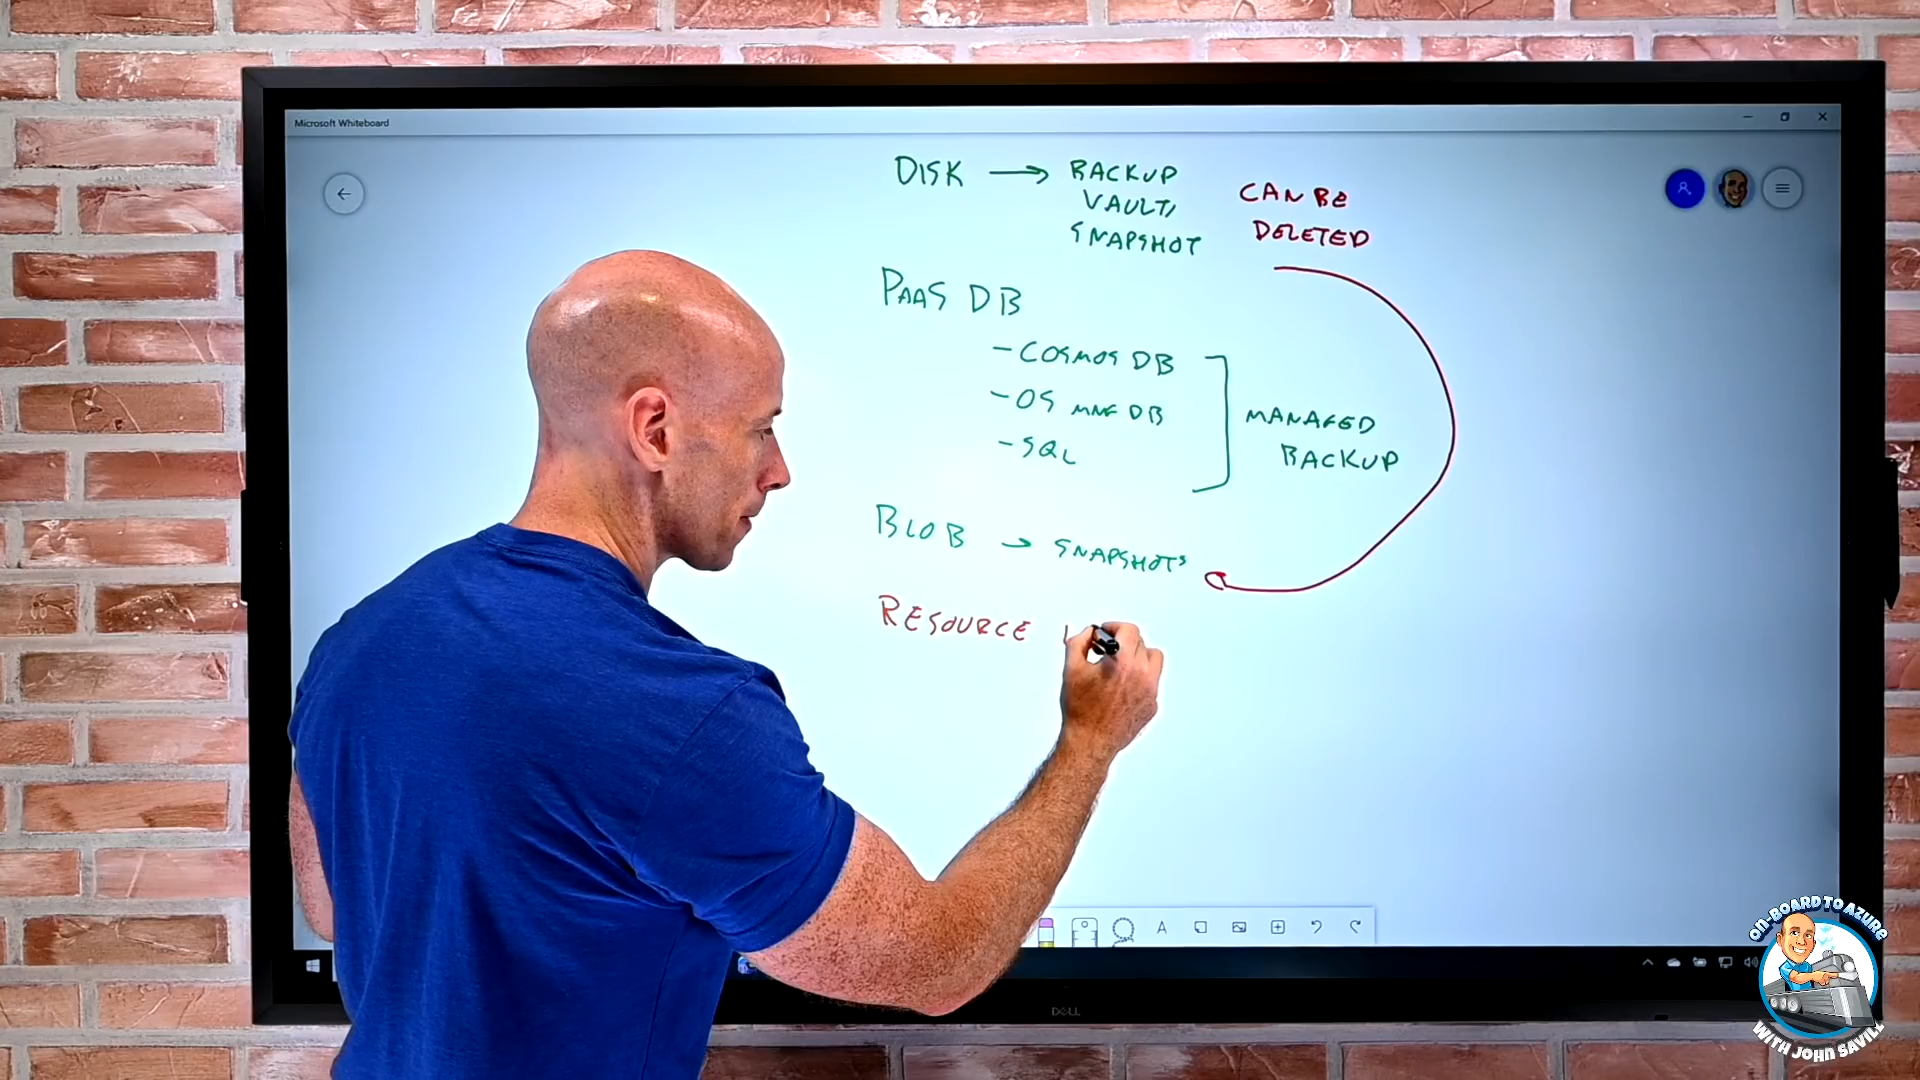 Microsoft Whiteboard
DISK → BACKUP
VAULT/
SNAPSHOT
CAN BE
DELETED
PAAS DB
- COSMOS DB
- OS DB
- SQL
MANAGED
BACKUP
BLOB → SNAPSHOTS
RESOURCE
A
DELL
ON-BOARD TO AZURE
WITH JOHN SAVILL